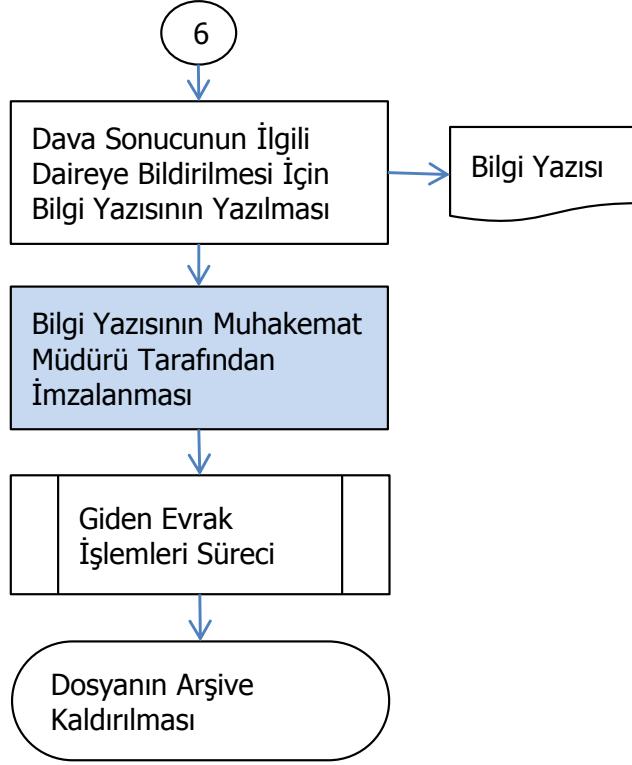 6
Dava Sonucunun İlgili
Daireye Bildirilmesi İçin
Bilgi Yazısının Yazılması
Bilgi Yazısı
Bilgi Yazısının Muhakemat
Müdürü Tarafından
İmzalanması
Giden Evrak
İşlemleri Süreci
Dosyanın Arşive
Kaldırılması